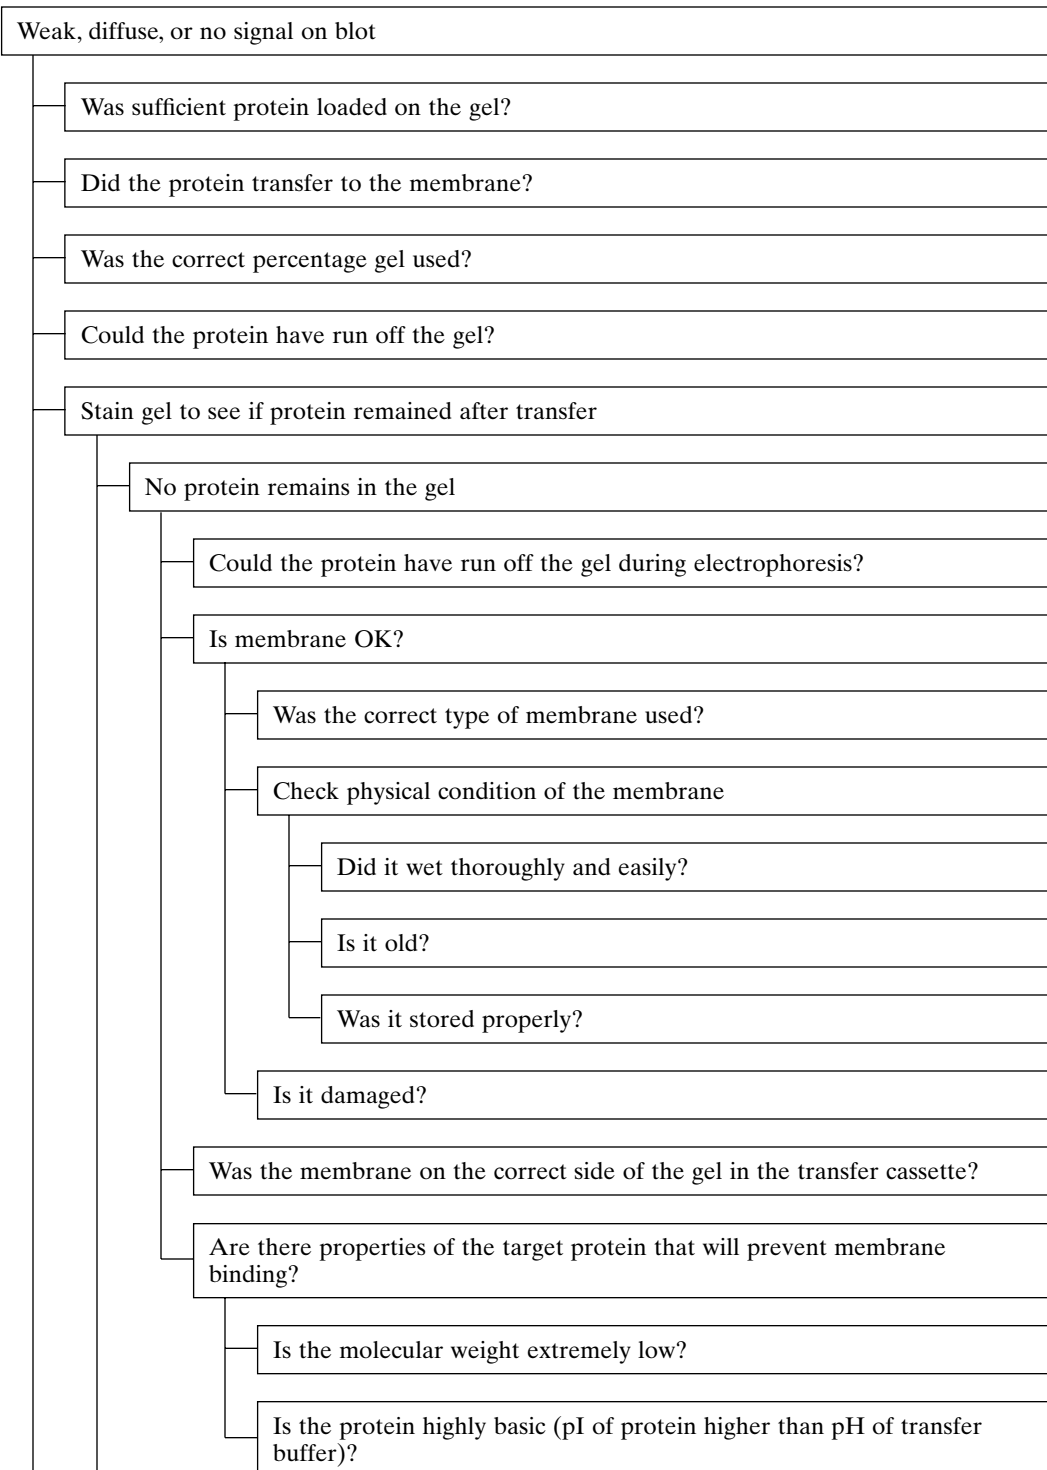 Weak, diffuse, or no signal on blot
Was sufficient protein loaded on the gel?
Did the protein transfer to the membrane?
Was the correct percentage gel used?
Could the protein have run off the gel?
Stain gel to see if protein remained after transfer
No protein remains in the gel
Could the protein have run off the gel during electrophoresis?
Is membrane OK?
Was the correct type of membrane used?
Check physical condition of the membrane
Did it wet thoroughly and easily?
Is it old?
Was it stored properly?
Is it damaged?
Was the membrane on the correct side of the gel in the transfer cassette?
Are there properties of the target protein that will prevent membrane
binding?
Is the molecular weight extremely low?
Is the protein highly basic (pI of protein higher than pH of transfer
buffer)?